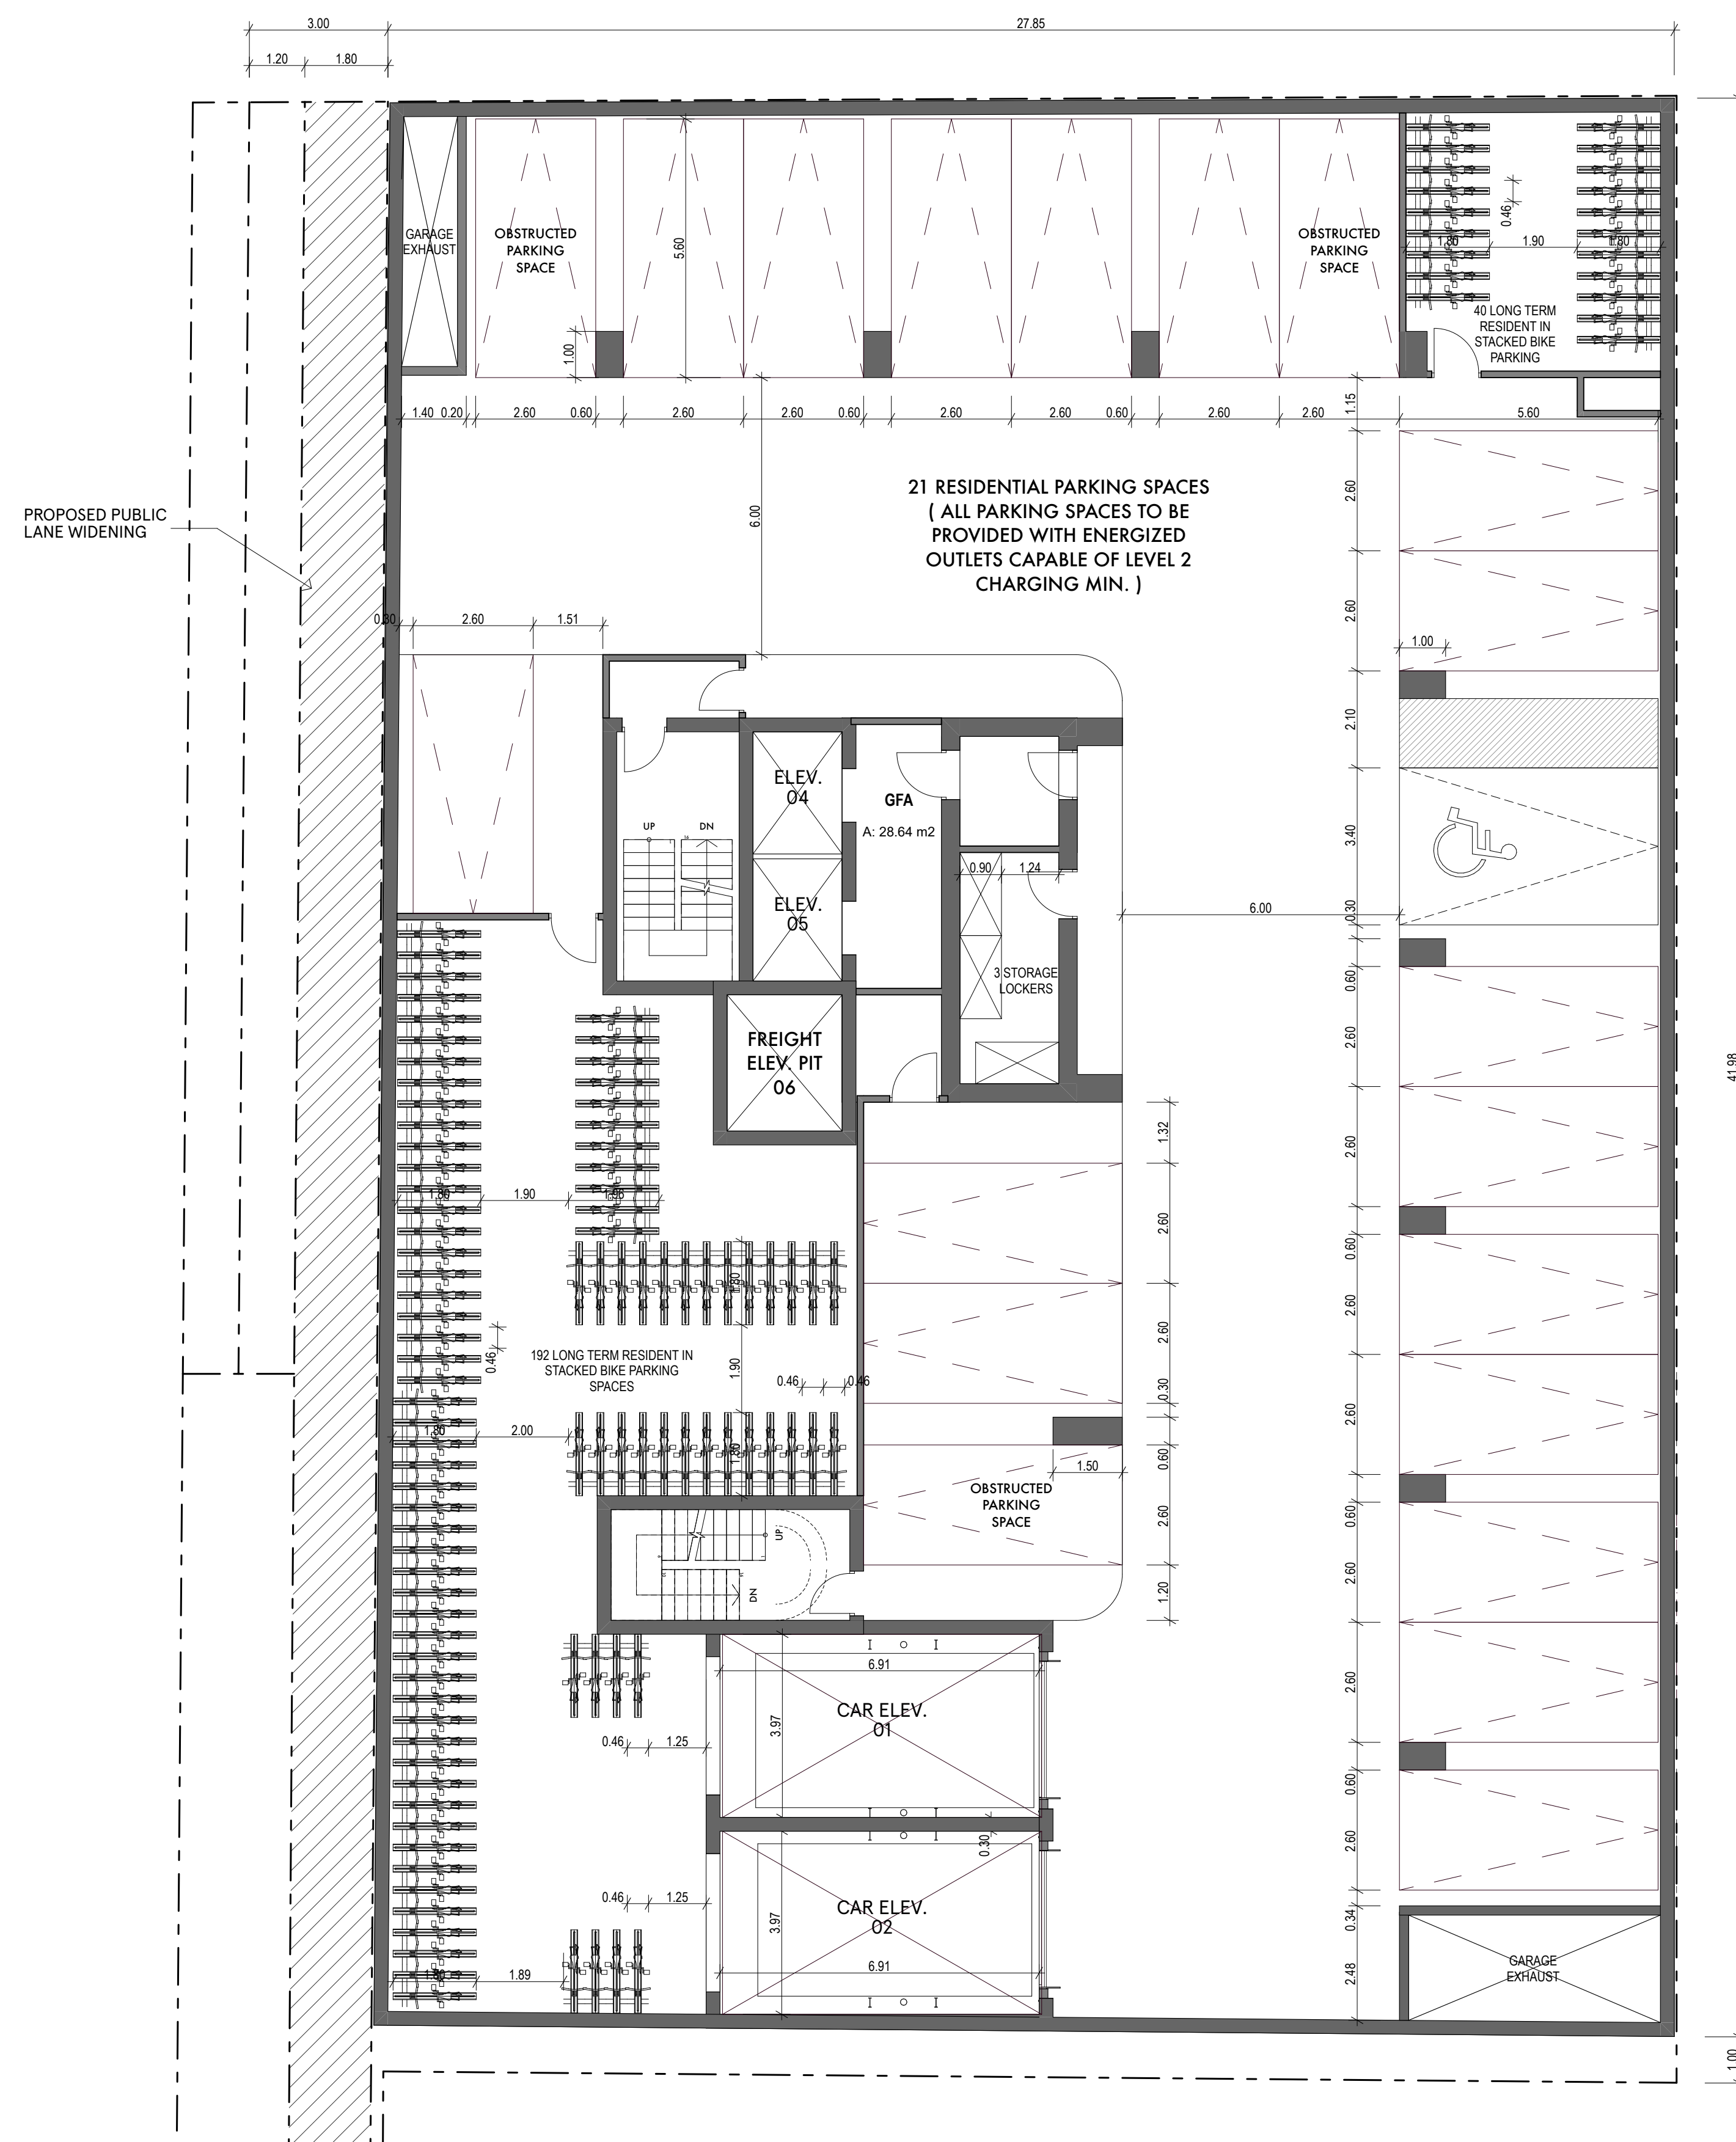 3.00
27.85
1.20
1.80
GARAGE
EXHAUST
OBSTRUCTED
PARKING
SPACE
5.60
1.00
OBSTRUCTED
PARKING
SPACE
0.46
1.80
1.90
1.80
40 LONG TERM
RESIDENT IN
STACKED BIKE
PARKING
1.40
0.20
2.60
0.60
2.60
2.60
0.60
2.60
2.60
0.60
2.60
2.60
1.15
5.60
PROPOSED PUBLIC
LANE WIDENING
6.00
21 RESIDENTIAL PARKING SPACES
( ALL PARKING SPACES TO BE
PROVIDED WITH ENERGIZED
OUTLETS CAPABLE OF LEVEL 2
CHARGING MIN. )
2.60
2.60
1.00
0.30
2.60
1.51
2.10
3.40
0.30
ELEV.
04
GFA
A: 28.64 m2
UP
DN
ELEV.
05
0.90
1.24
3 STORAGE
LOCKERS
6.00
0.60
2.60
FREIGHT
ELEV. PIT
06
41.98
1.32
2.60
1.80
1.90
2.60
0.60
1.80
2.60
2.60
0.46
192 LONG TERM RESIDENT IN
STACKED BIKE PARKING
SPACES
1.90
0.46
0.46
0.30
2.60
1.80
2.00
1.80
0.60
1.50
OBSTRUCTED
PARKING
SPACE
2.60
0.60
UP
DN
2.60
1.20
6.91
CAR ELEV.
01
3.97
0.46
1.25
2.60
0.60
0.30
2.60
0.46
1.25
CAR ELEV.
02
3.97
6.91
1.80
1.89
0.34
2.48
GARAGE
EXHAUST
1.00